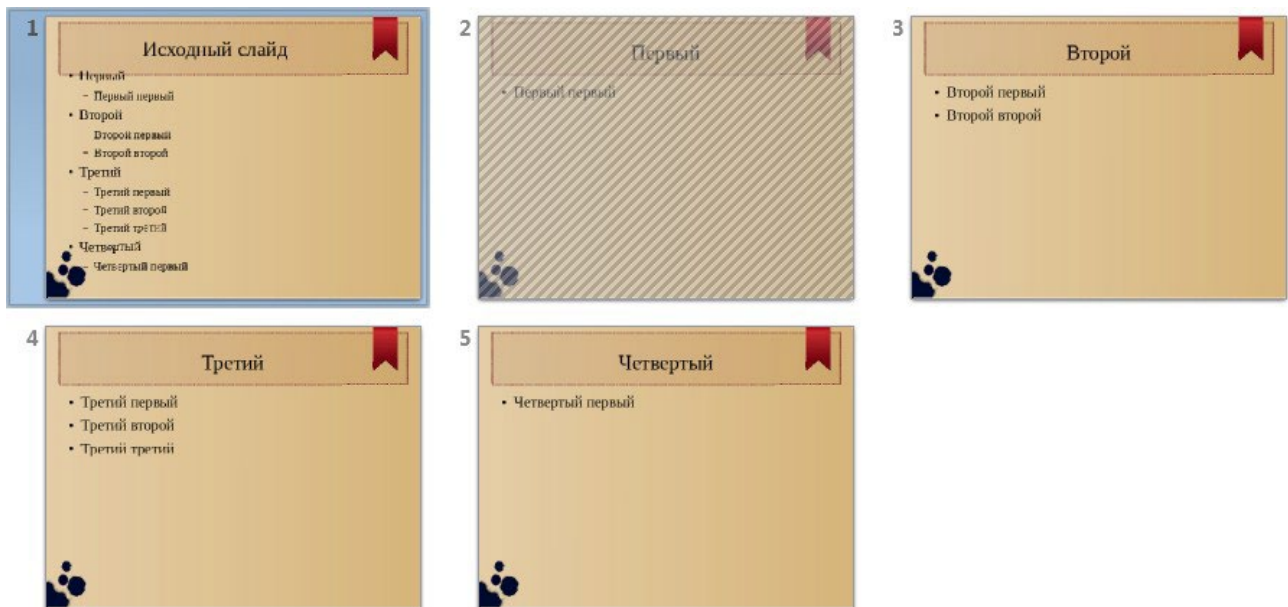 1
Исходный слайд
• Первый
– Первый первый
• Второй
Второй первый
– Второй второй
• Третий
– Третий первый
– Третий второй
– Третий третий
• Четвертый
– Четвертый первый
2
Первый
• Первый первый
3
Второй
• Второй первый
• Второй второй
4
Третий
• Третий первый
• Третий второй
• Третий третий
5
Четвертый
• Четвертый первый